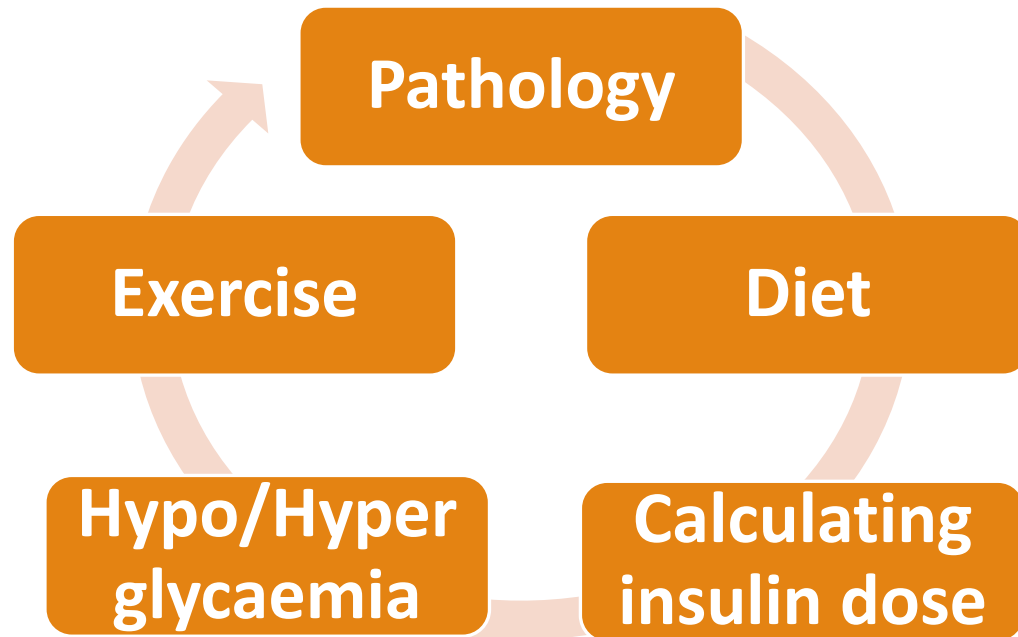 Pathology
Exercise
Diet
Hypo/Hyper
glycaemia
Calculating
insulin dose